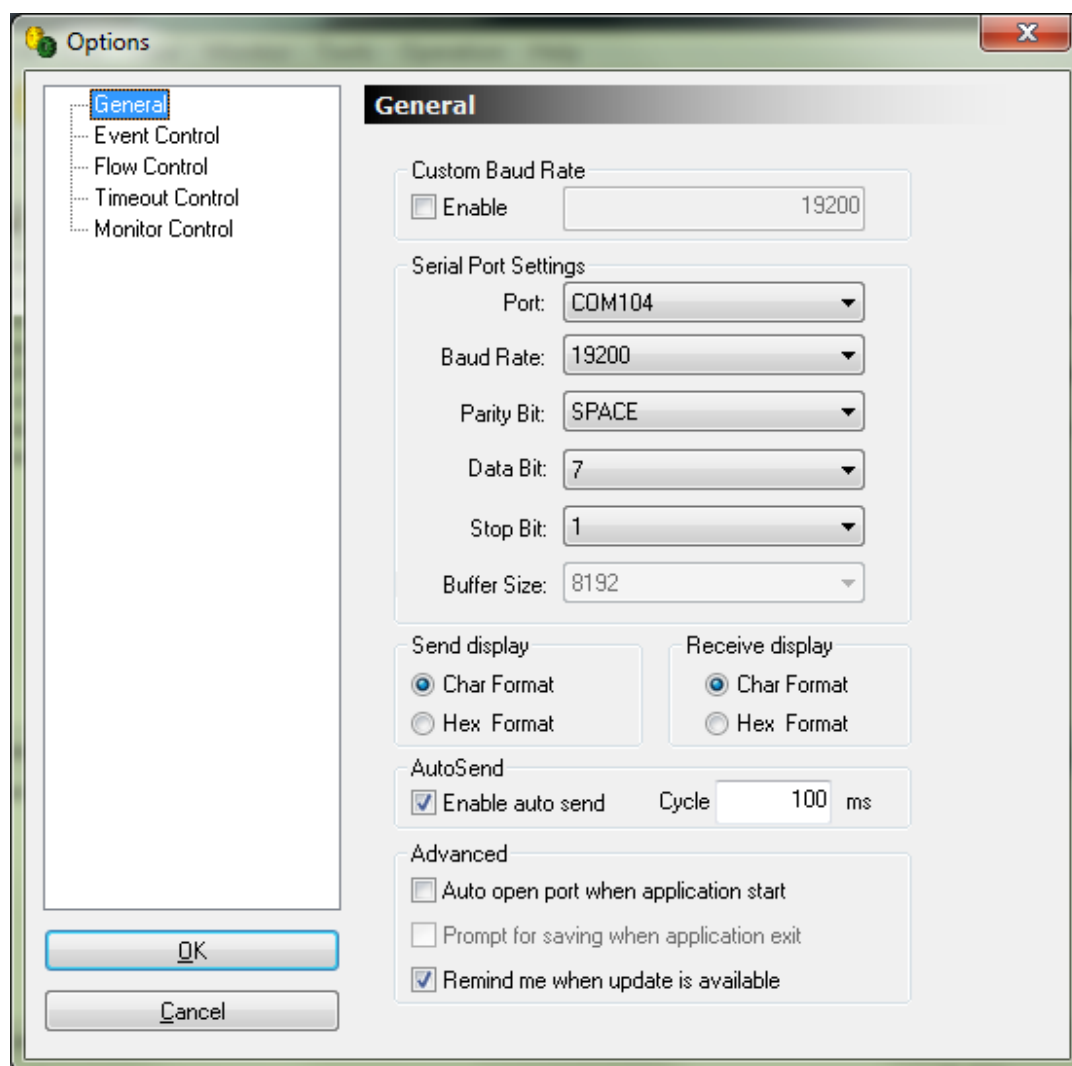 Options
General
Event Control
Flow Control
Timeout Control
Monitor Control
OK
Cancel
General
Custom Baud Rate
Enable 19200
Serial Port Settings
Port: COM104
Baud Rate: 19200
Parity Bit: SPACE
Data Bit: 7
Stop Bit: 1
Buffer Size: 8192
Send display
Char Format
Hex Format
Receive display
Char Format
Hex Format
AutoSend
Enable auto send Cycle 100 ms
Advanced
Auto open port when application start
Prompt for saving when application exit
Remind me when update is available